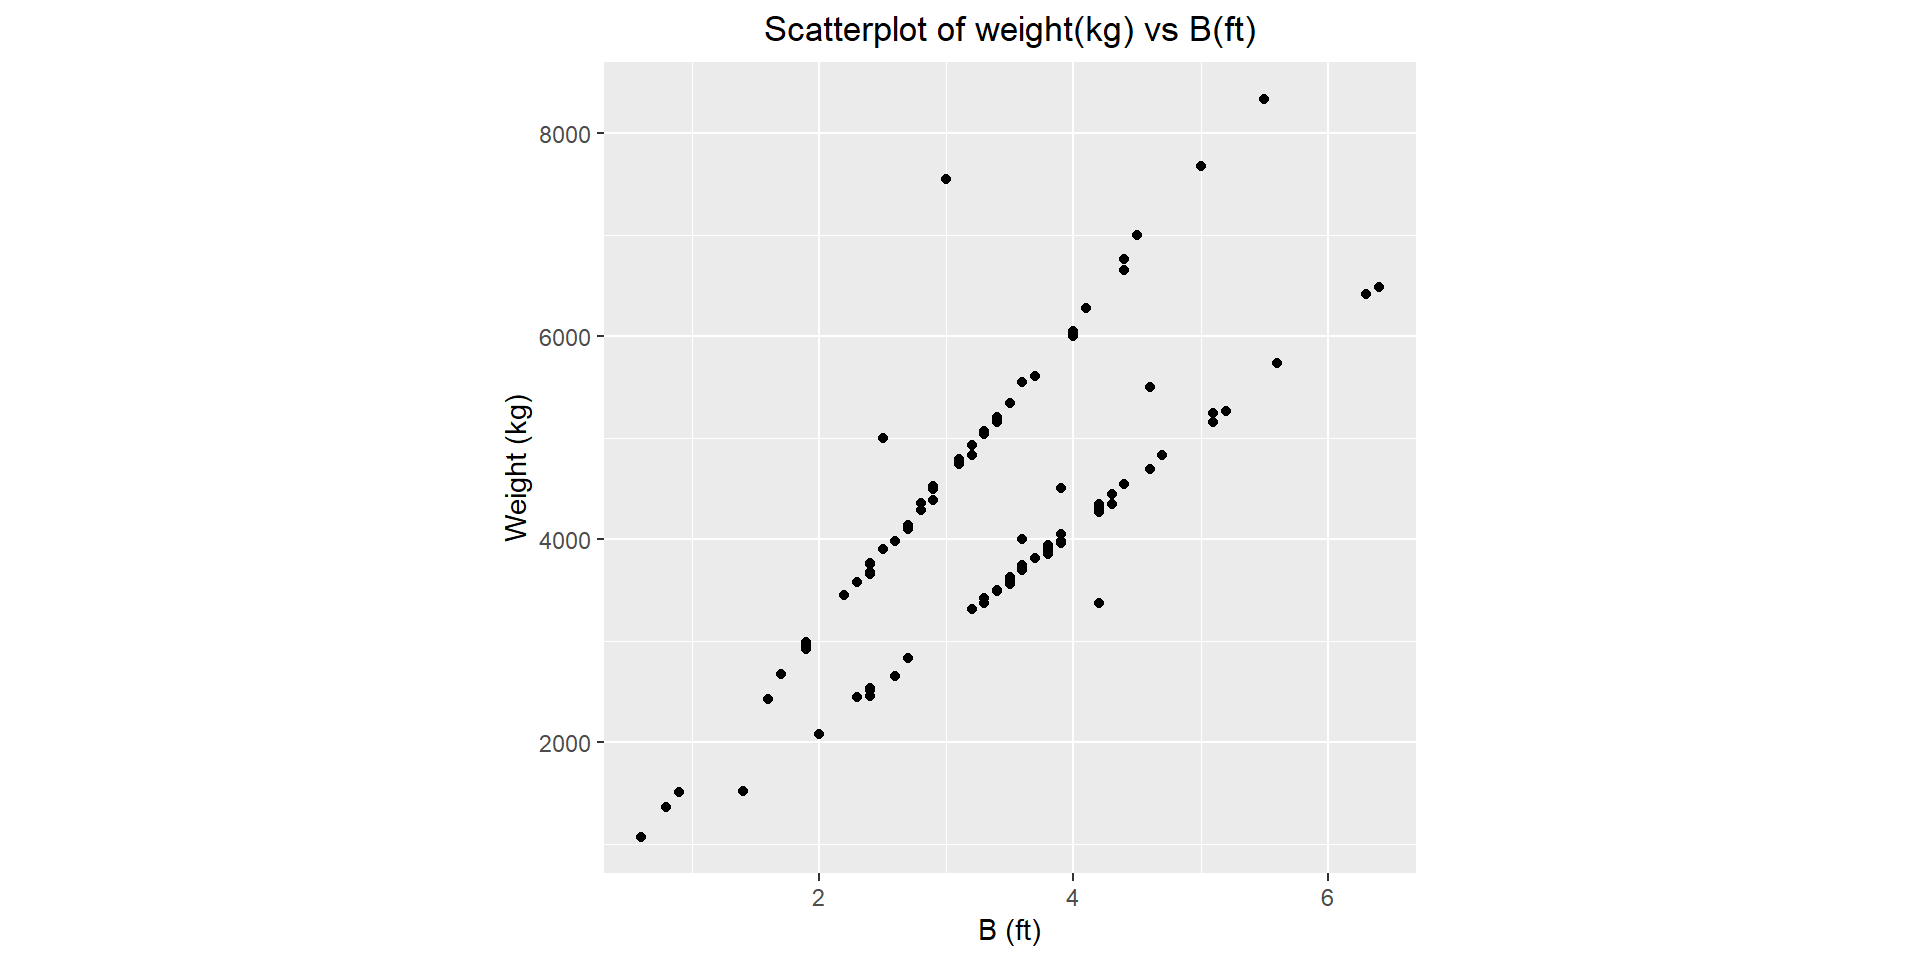 Scatterplot of weight(kg) vs B(ft)
8000
6000
4000
2000
Weight (kg)
2 4 6
B (ft)